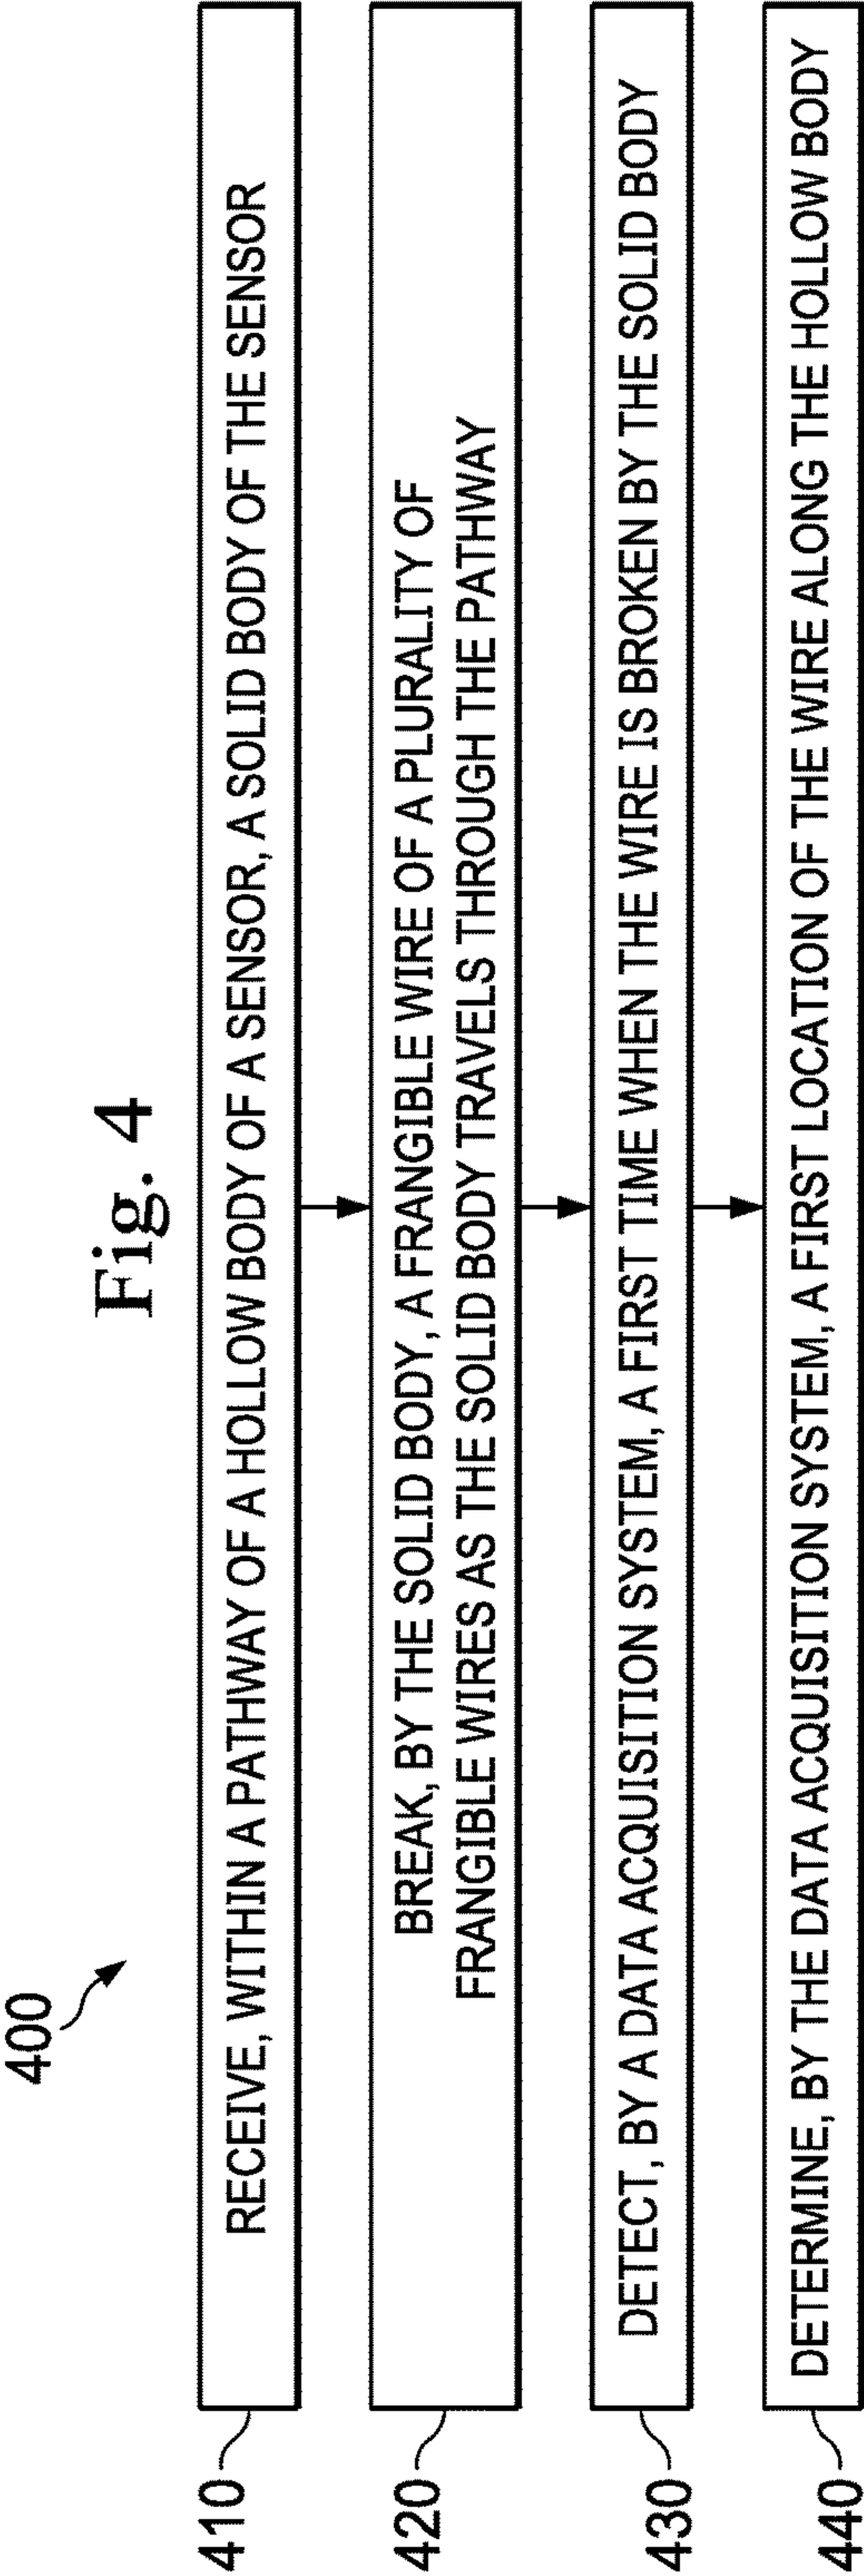 400
Fig. 4
410
RECEIVE, WITHIN A PATHWAY OF A HOLLOW BODY OF A SENSOR, A SOLID BODY OF THE SENSOR
420
BREAK, BY THE SOLID BODY, A FRANGIBLE WIRE OF A PLURALITY OF
FRANGIBLE WIRES AS THE SOLID BODY TRAVELS THROUGH THE PATHWAY
430
DETECT, BY A DATA ACQUISITION SYSTEM, A FIRST TIME WHEN THE WIRE IS BROKEN BY THE SOLID BODY
440
DETERMINE, BY THE DATA ACQUISITION SYSTEM, A FIRST LOCATION OF THE WIRE ALONG THE HOLLOW BODY